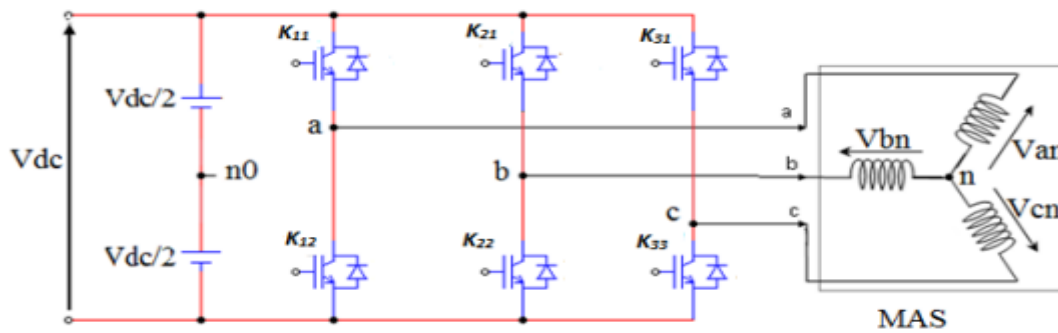 K11
K21
K31
Vdc/2
a
a
Vbn
Van
Vdc
n0
b
b
n
c
c
Vcn
K12
K22
K33
Vdc/2
MAS